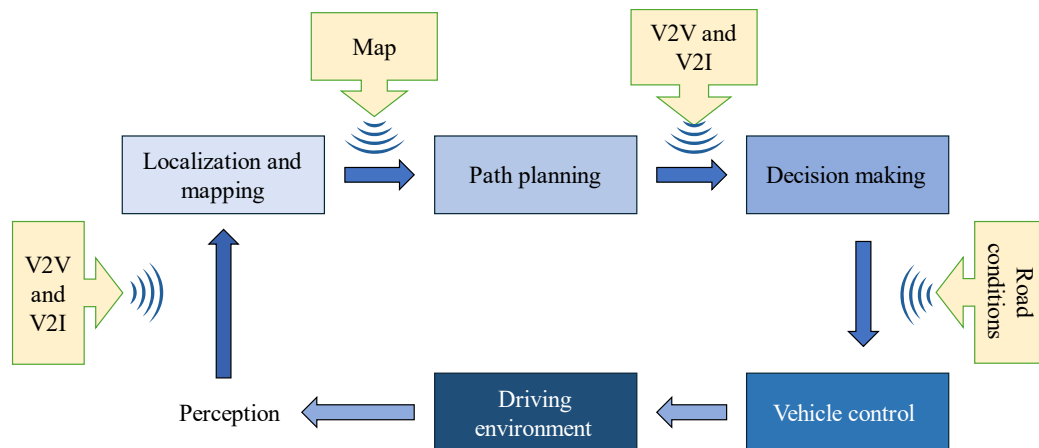 Map
V2V and
V2I
Localization and
mapping
Path planning
Decision making
V2V
and
V2I
Road
conditions
Perception
Driving
environment
Vehicle control